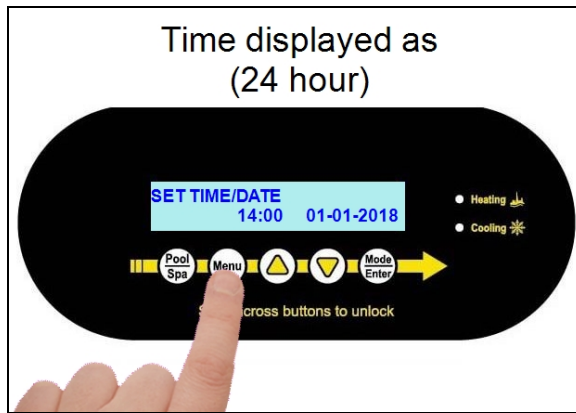 Time displayed as
(24 hour)
SET TIME/DATE
14:00 01-01-2018
Heating
Cooling
Pool
Spa
Menu
Mode
Enter
across buttons to unlock